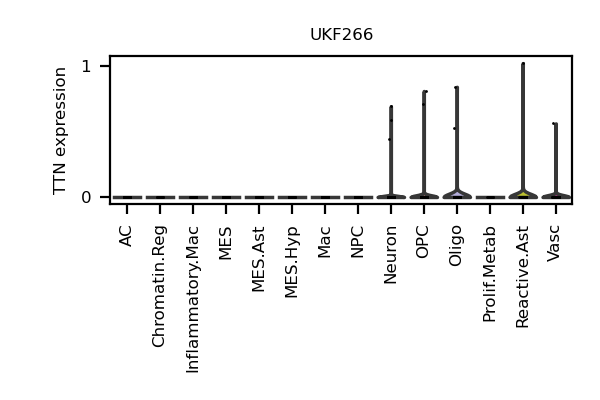 UKF266
TTN expression
1
0
AC
Chromatin.Reg
Inflammatory.Mac
MES
MES.Ast
MES.Hyp
Mac
NPC
Neuron
OPC
Oligo
Prolif.Metab
Reactive.Ast
Vasc